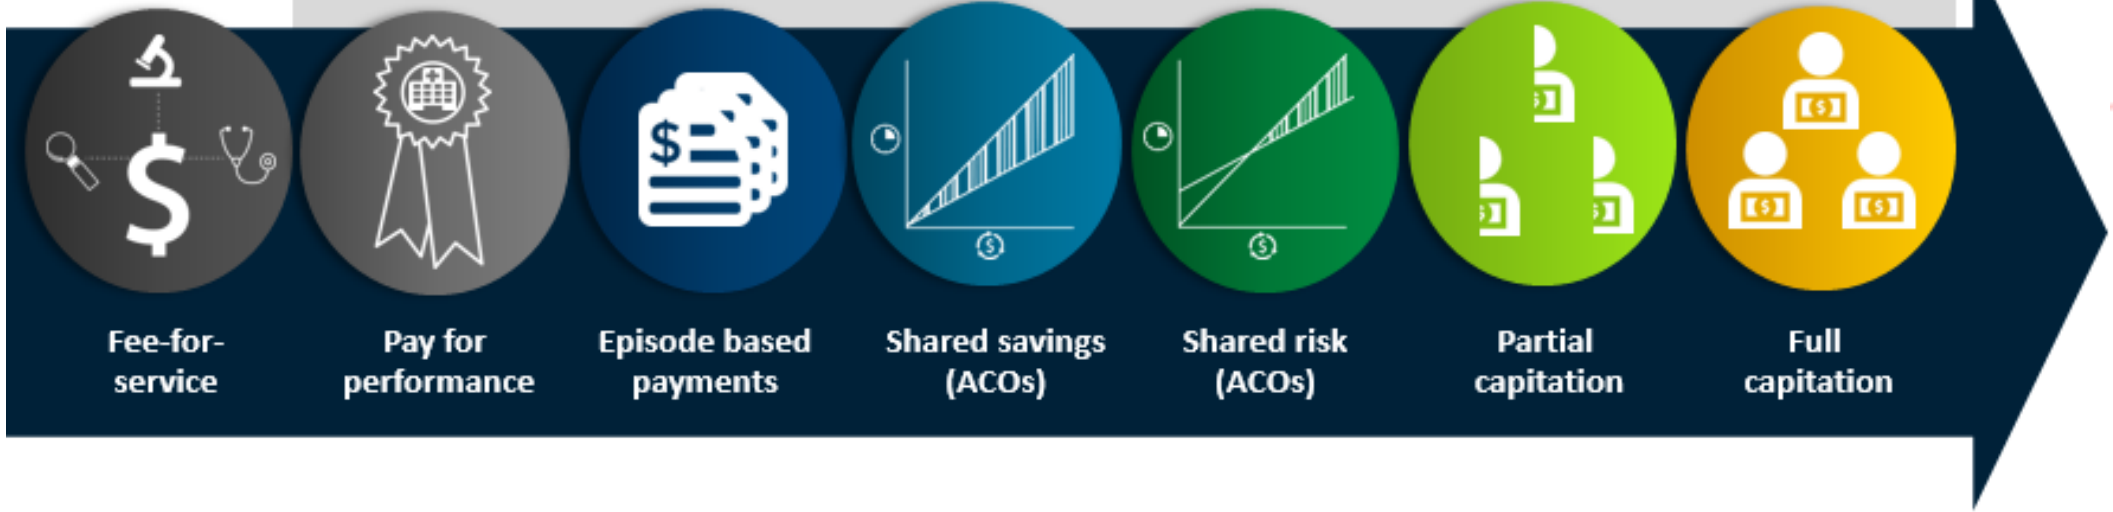 Fee-for-
service
Pay for
performance
Episode based
payments
Shared savings
(ACOs)
Shared risk
(ACOs)
Partial
capitation
Full
capitation